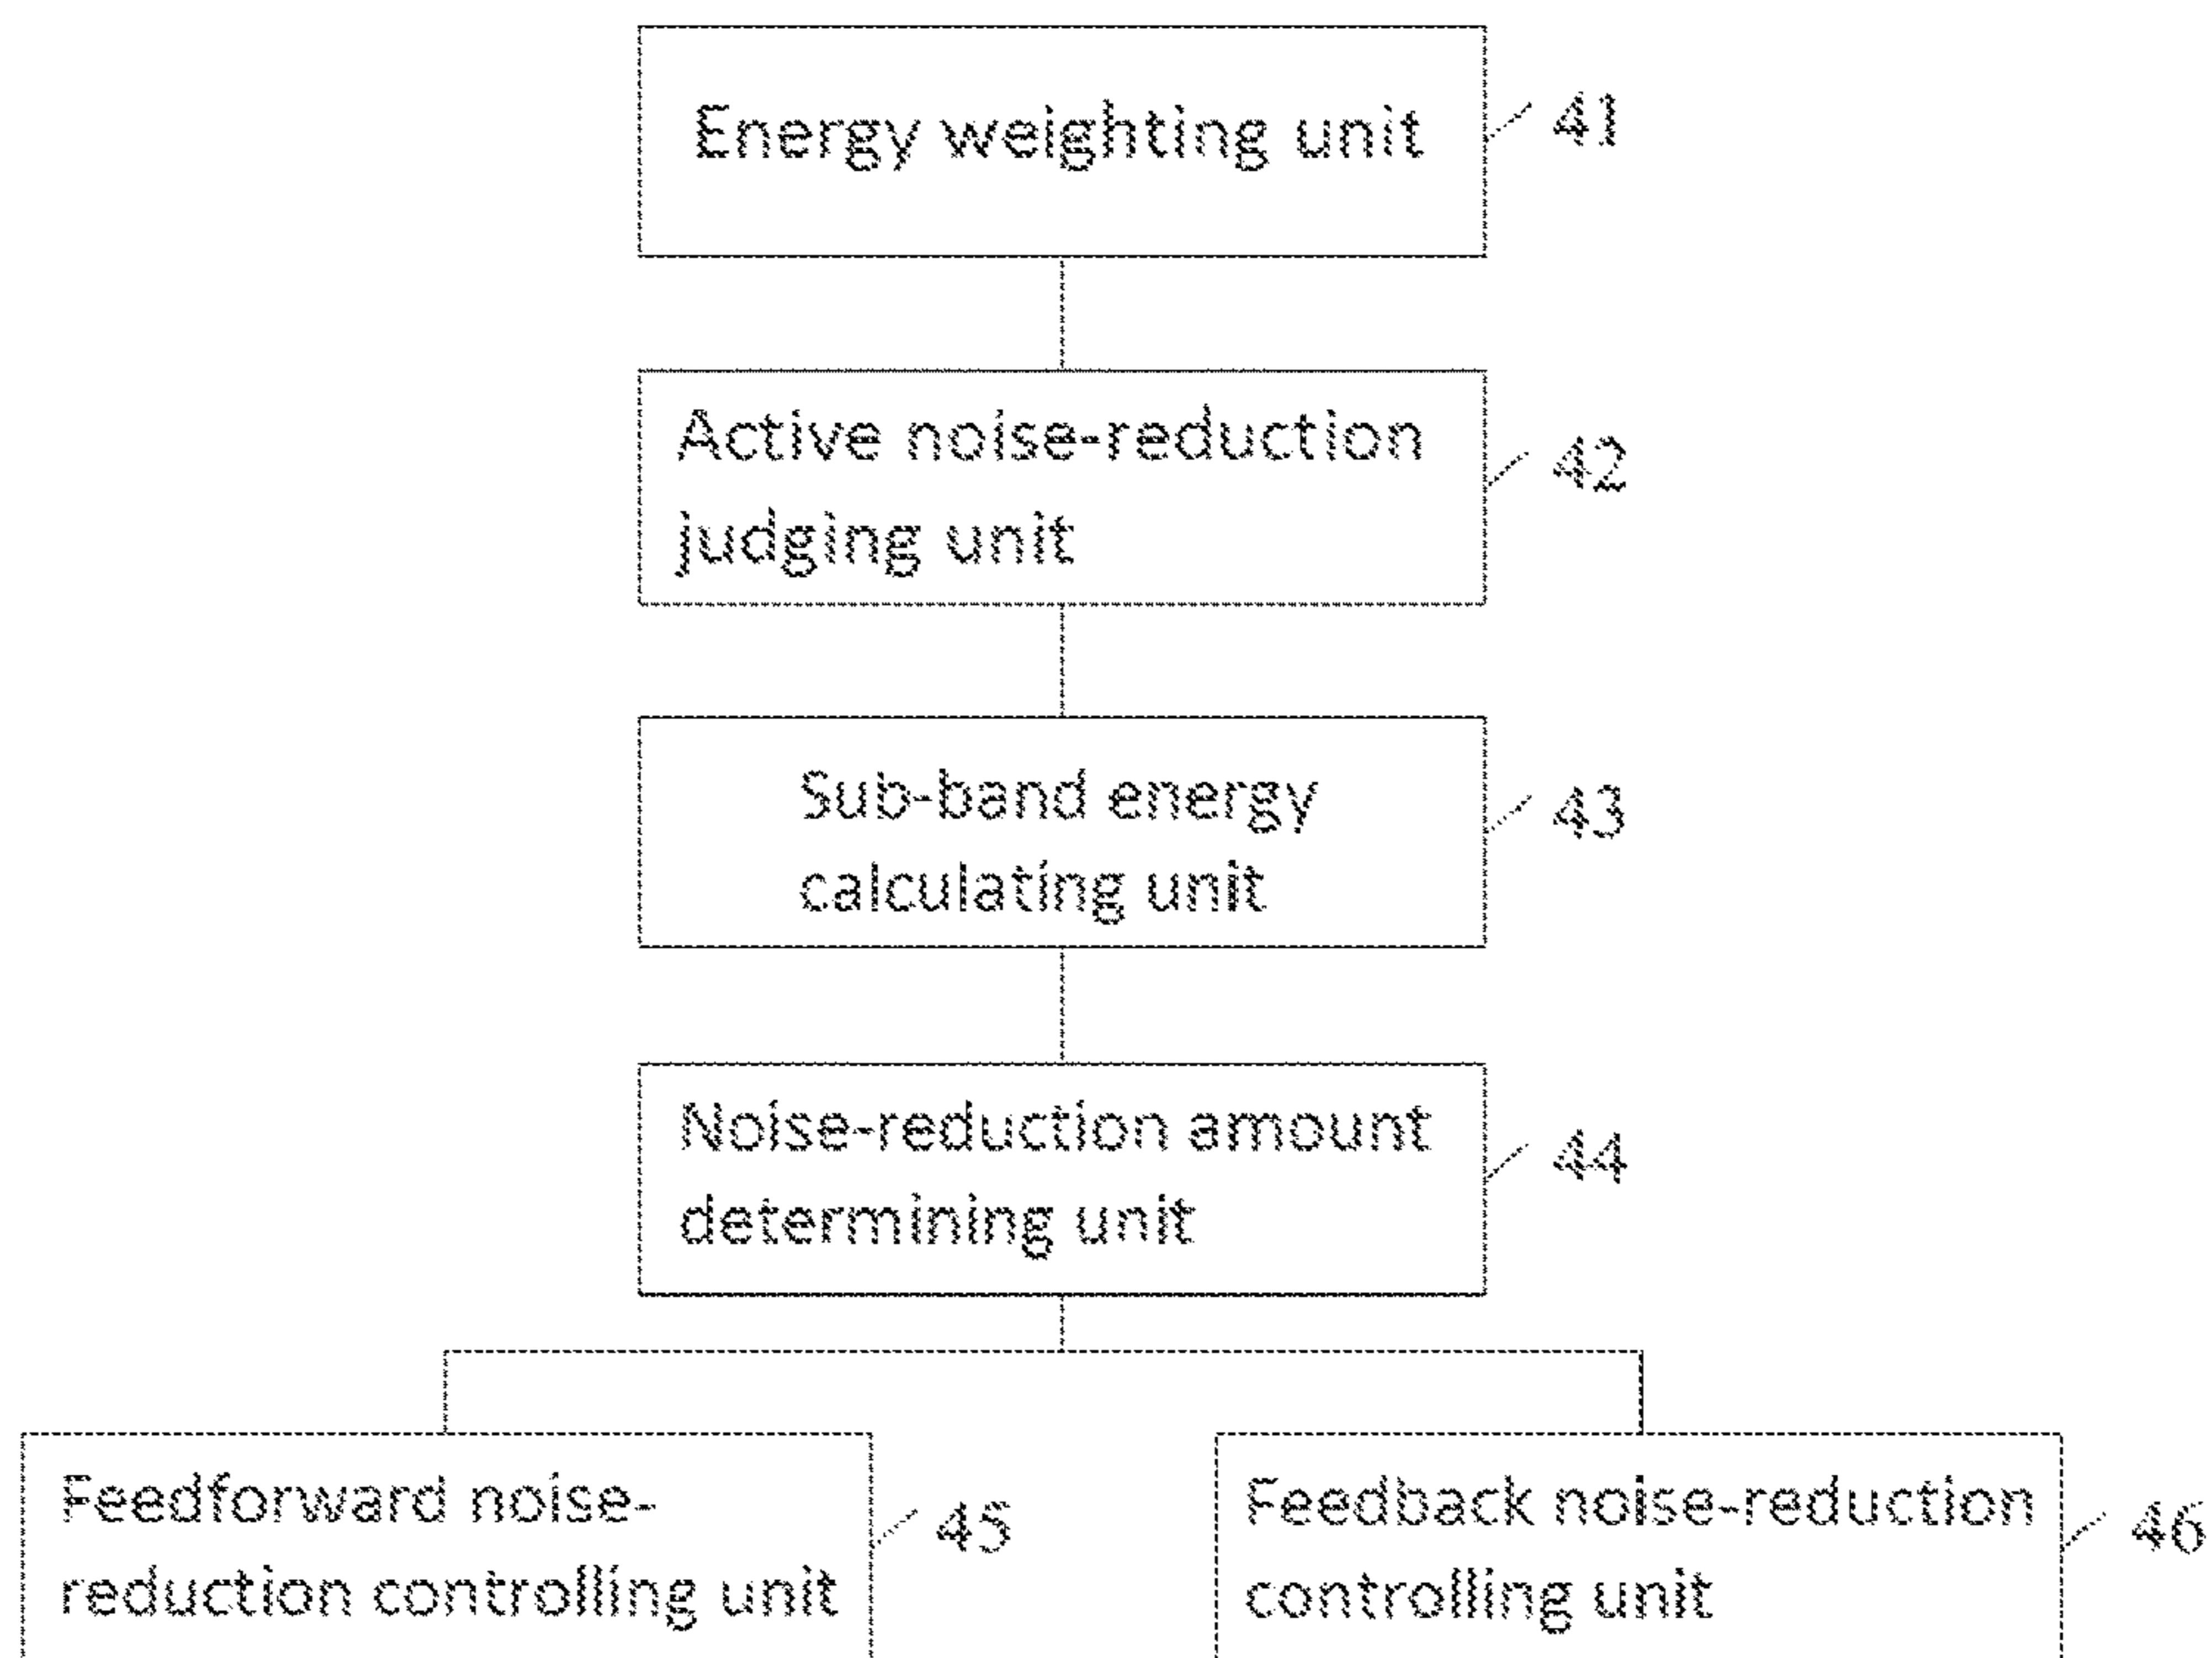 Energy weighting unit
41
Active noise-reduction
judging unit
42
Sub-band energy
calculating unit
43
Noise-reduction amount
determining unit
44
Feedforward noise-
reduction controlling unit
45
Feedback noise-reduction
controlling unit
46